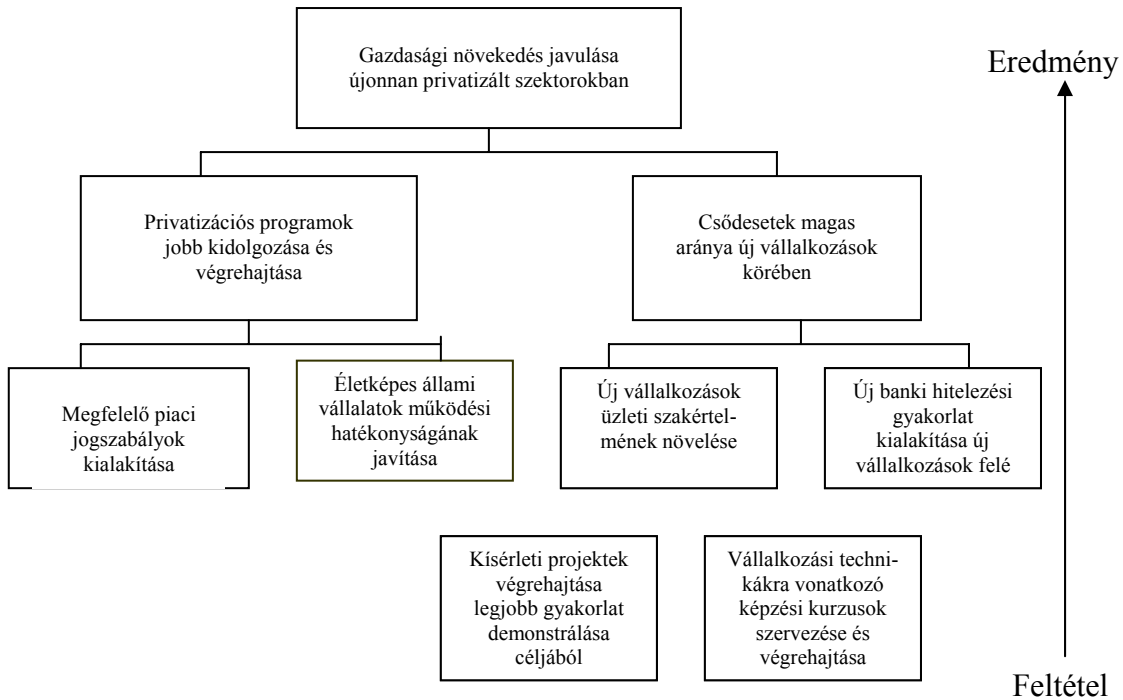 Gazdasági növekedés javulása
újonnan privatizált szektorokban
Eredmény
Privatizációs programok
jobb kidolgozása és
végrehajtása
Csődesetek magas
aránya új vállalkozások
körében
Megfelelő piaci
jogszabályok
kialakítása
Életképes állami
vállalatok működési
hatékonyságának
javítása
Új vállalkozások
üzleti szakértel-
mének növelése
Új banki hitelezési
gyakorlat
kialakítása új
vállalkozások felé
Kísérleti projektek
végrehajtása
legjobb gyakorlat
demonstrálása
céljából
Vállalkozási techni-
kákra vonatkozó
képzési kurzusok
szervezése és
végrehajtása
Feltétel